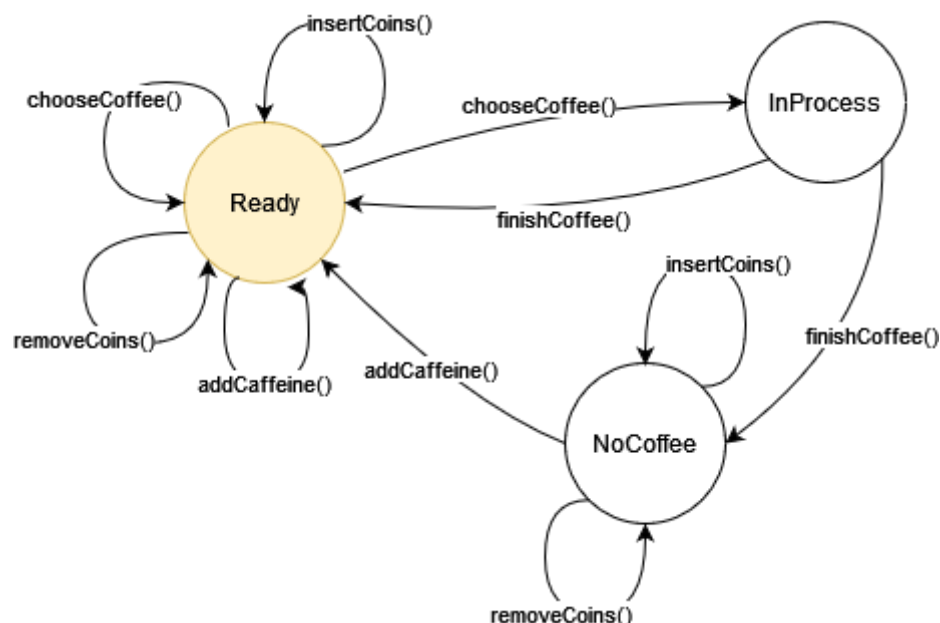 insertCoins()
chooseCoffee()
chooseCoffee()
InProcess
Ready
finishCoffee()
insertCoins()
removeCoins()
finishCoffee()
addCaffeine()
addCaffeine()
NoCoffee
removeCoins()